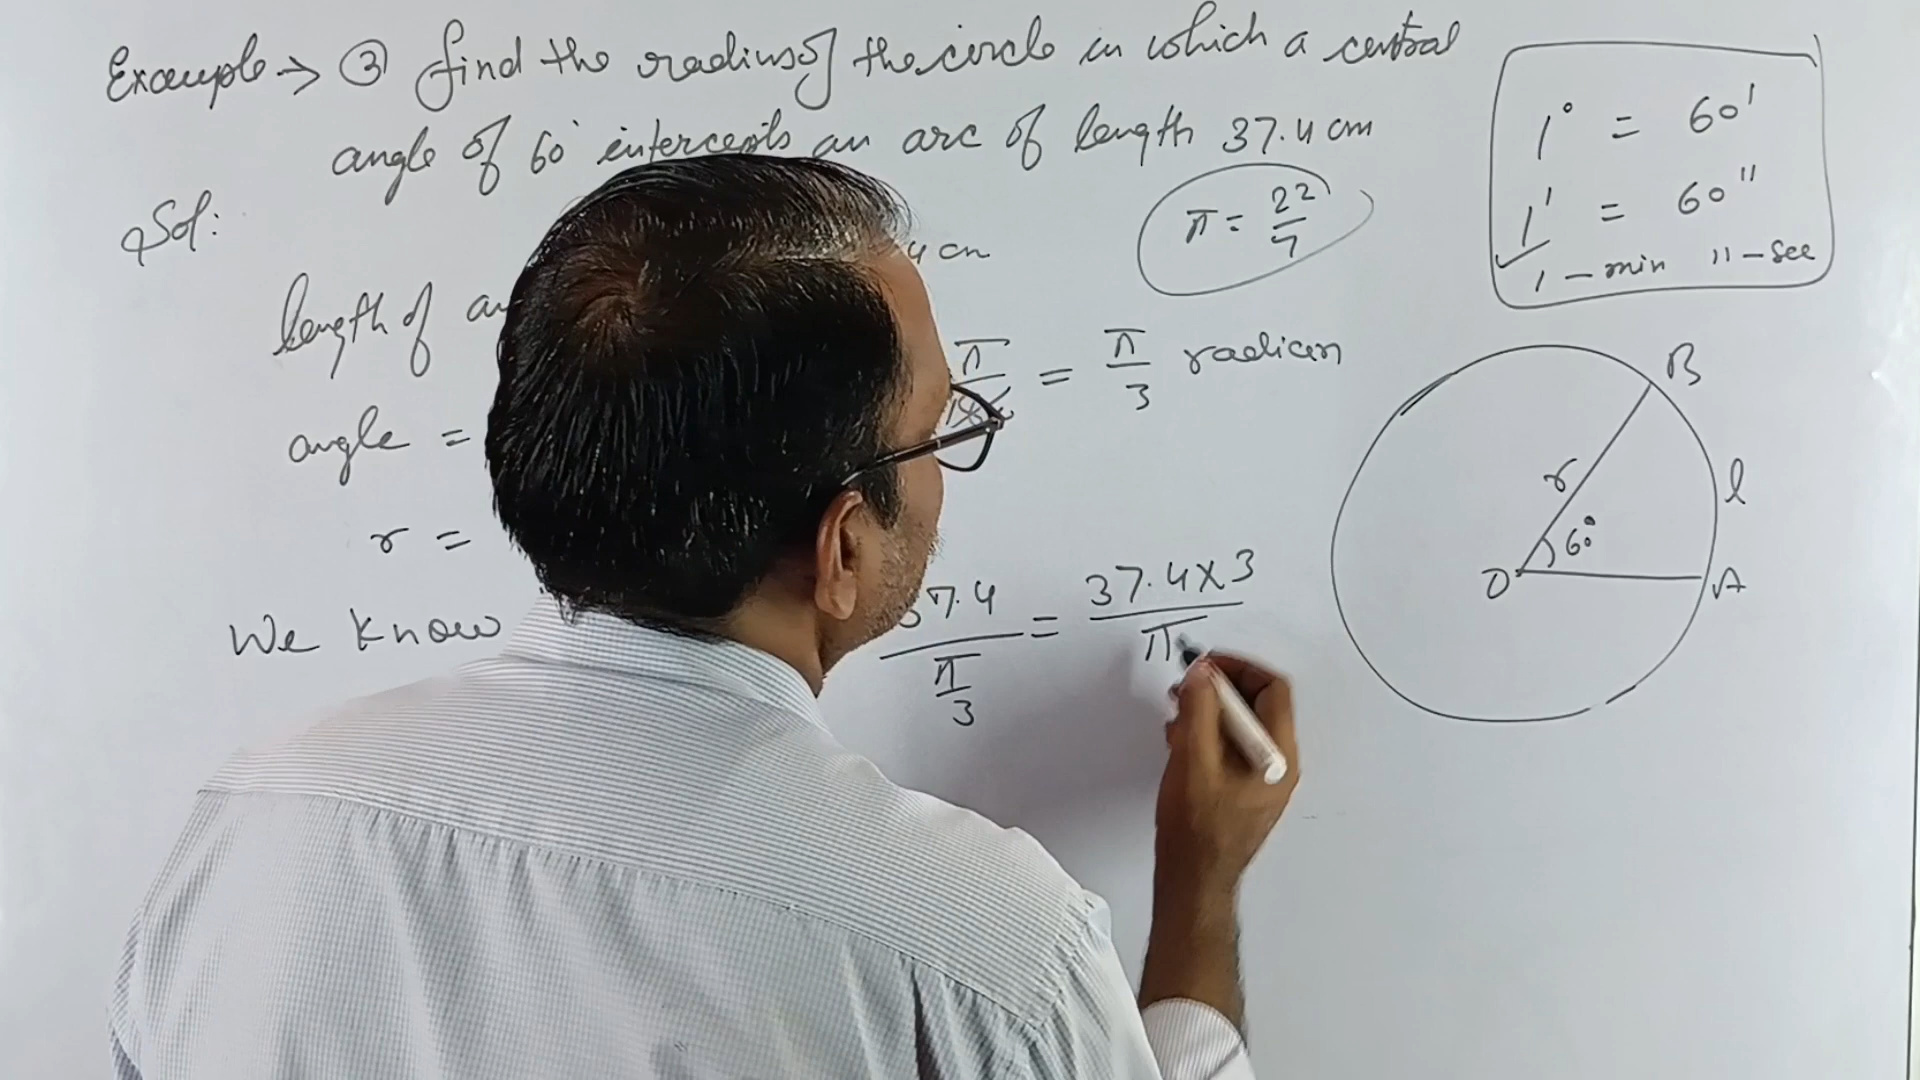 Example → ③ find the radius of the circle in which a central
angle of 60° intercepts an arc of length 37.4 cm
π = 22/7
1° = 60'
1' = 60"
' - min " - sec
Sol:
length of 4 cm
angle = π/180 = π/3 radian
r =
We know 37.4/(π/3) = (37.4 × 3)/π
B
r
l
60°
O
A